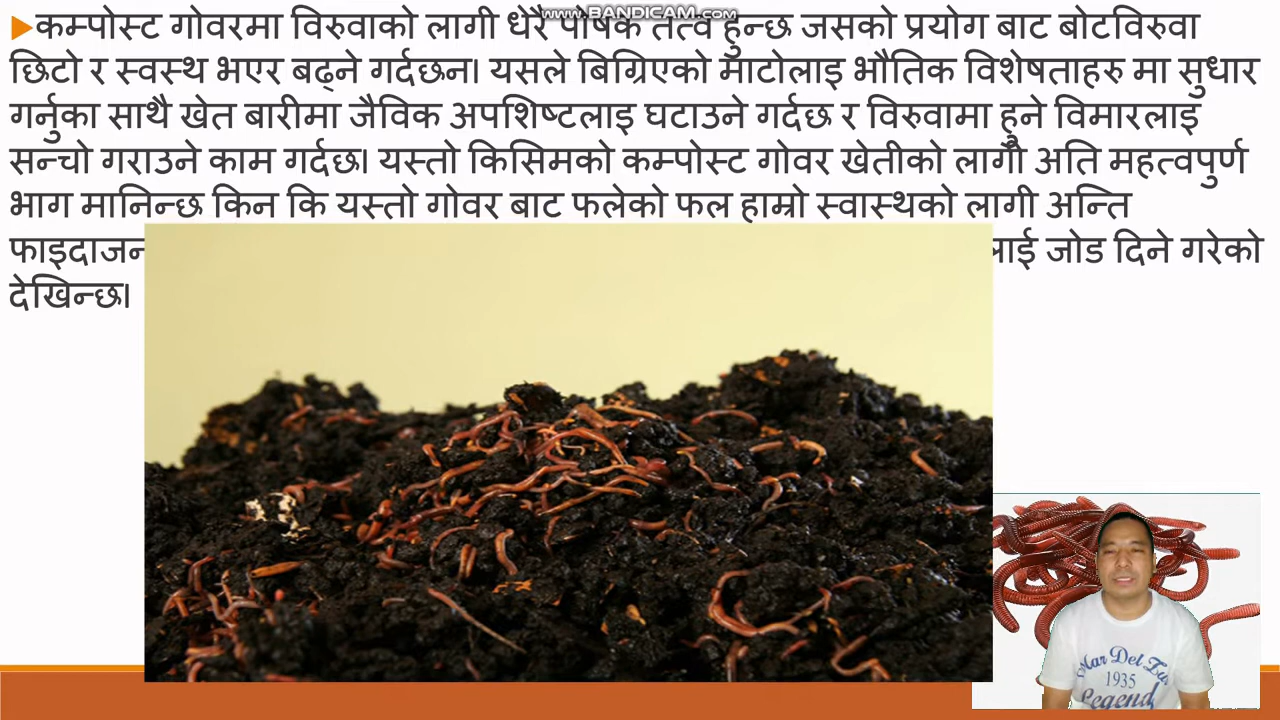 www.BANDICAM.com
कम्पोस्ट गोवरमा विरुवाको लागी धेरै पोषक तत्व हुन्छ जसको प्रयोग बाट बोटविरुवा
छिटो र स्वस्थ भएर बढ्ने गर्दछन। यसले बिग्रिएको माटोलाइ भौतिक विशेषताहरु मा सुधार
गर्नुका साथै खेत बारीमा जैविक अपशिष्टलाइ घटाउने गर्दछ र विरुवामा हुने विमारलाइ
सन्चो गराउने काम गर्दछ। यस्तो किसिमको कम्पोस्ट गोवर खेतीको लागी अति महत्वपुर्ण
भाग मानिन्छ किन कि यस्तो गोवर बाट फलेको फल हाम्रो स्वास्थको लागी अन्ति
जोड दिने गरेको
देखिन्छ।
Mar Del
1935
Legend